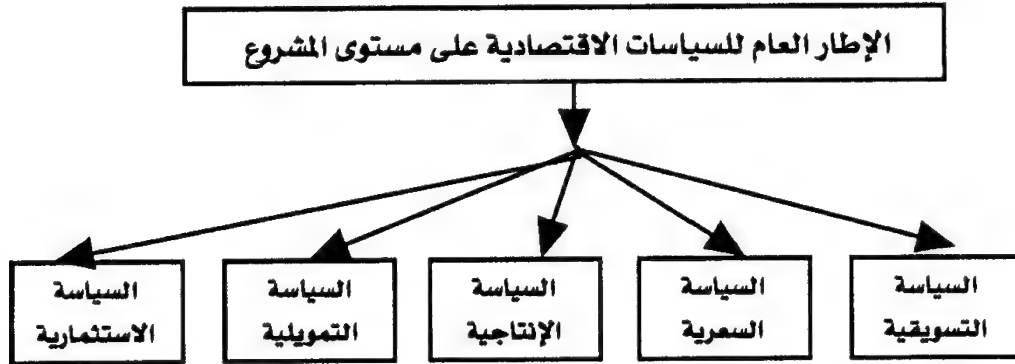 الإطار العام للسياسات الاقتصادية على مستوى المشروع
السياسة
التسويقية
السياسة
السعرية
السياسة
الإنتاجية
السياسة
التمويلية
السياسة
الاستثمارية